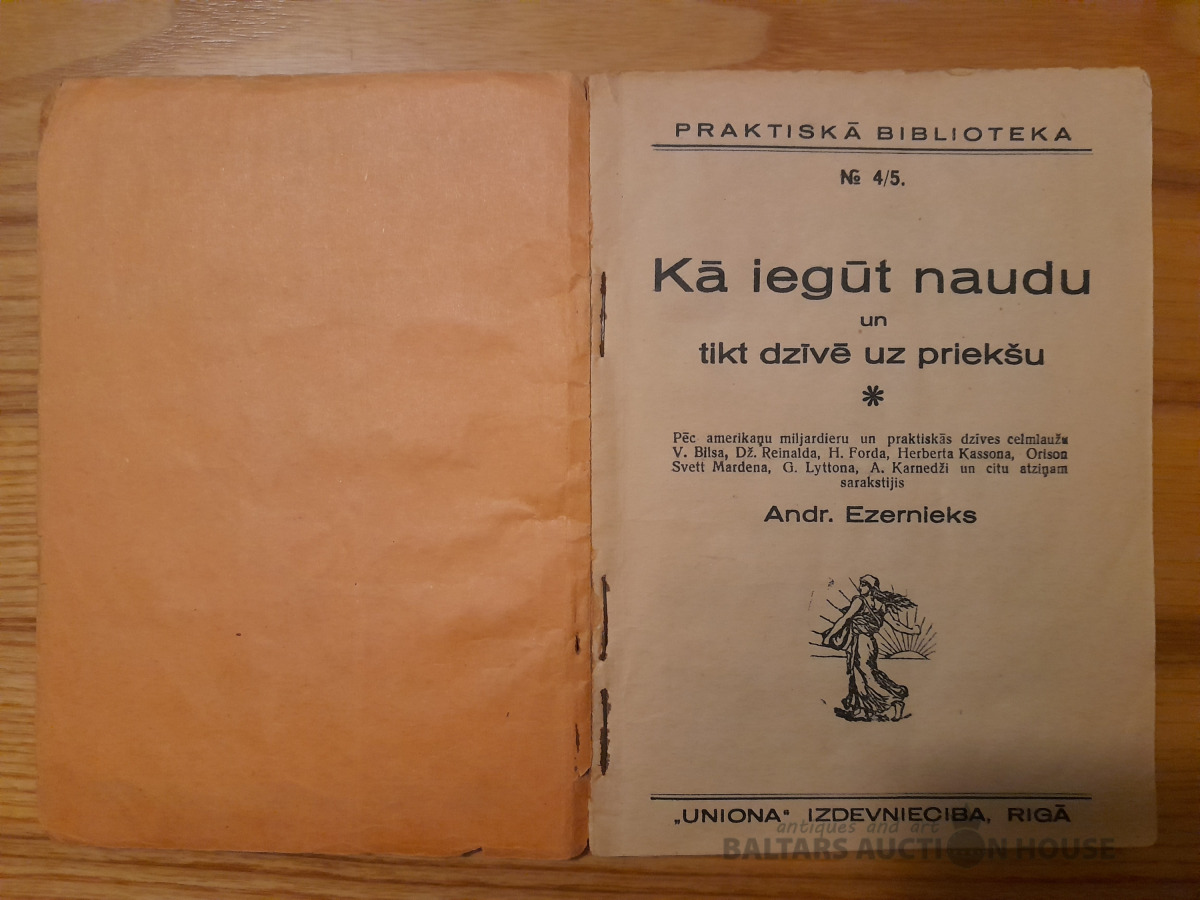 PRAKTISKĀ BIBLIOTEKA
№ 4/5.
Kā iegūt naudu
un
tikt dzīvē uz priekšu
*
Pēc amerikaņu miljardieru un praktiskās dzīves celmlaužu
V. Bilsa, Dž. Reinalda, H. Forda, Herberta Kassona, Orison
Svett Mardena, G. Lyttona, A. Karnedži un citu atziņam
sarakstijis
Andr. Ezernieks
„UNIONA“ IZDEVNIECIBA, RIGĀ
antiques and art
BALTARS AUCTION HOUSE